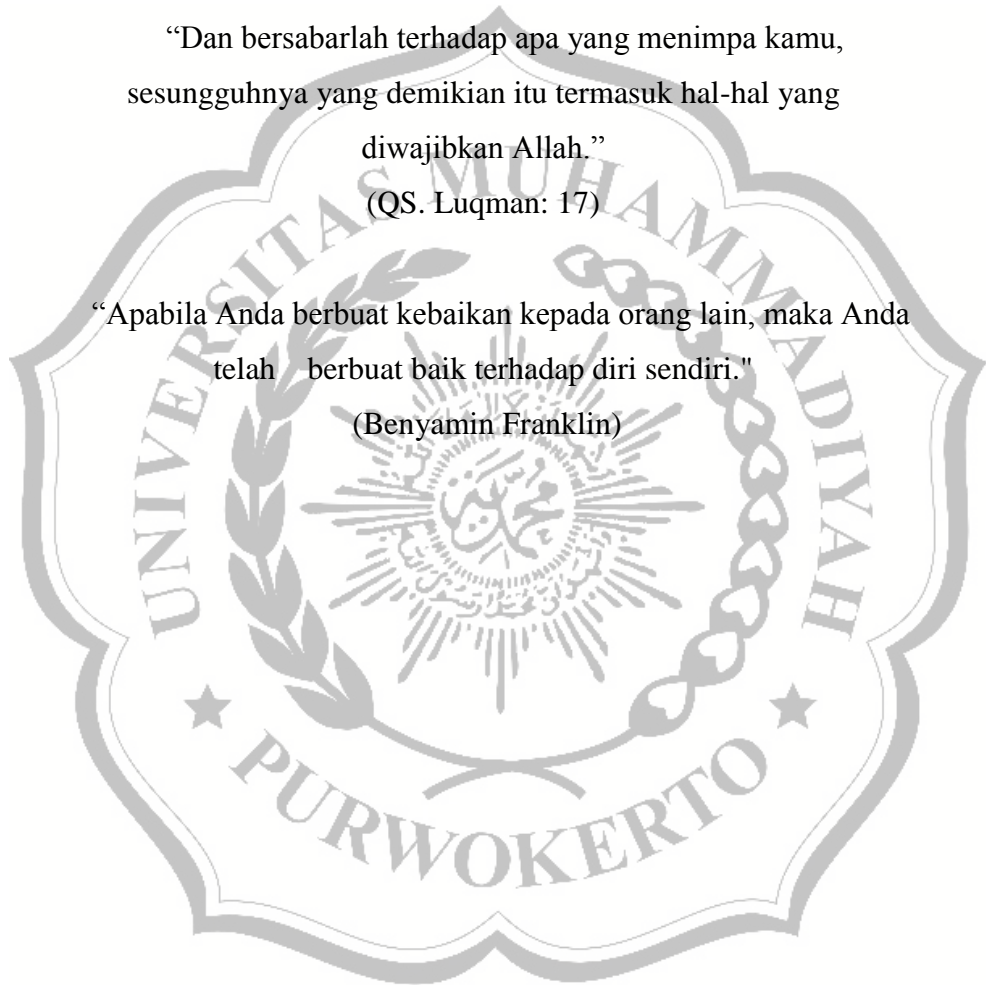 “Dan bersabarlah terhadap apa yang menimpa kamu,
sesungguhnya yang demikian itu termasuk hal-hal yang
diwajibkan Allah.”
(QS. Luqman: 17)
“Apabila Anda berbuat kebaikan kepada orang lain, maka Anda
telah berbuat baik terhadap diri sendiri."
(Benyamin Franklin)
UNIVERSITAS MUHAMMADIYAH
PURWOKERTO